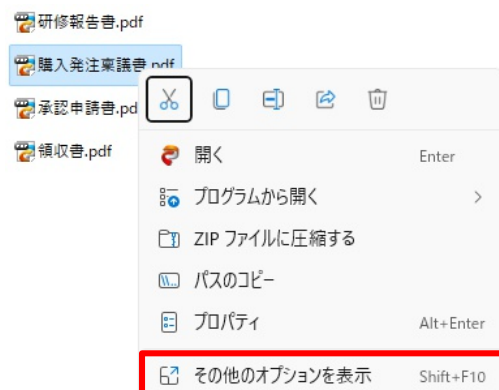 研修報告書.pdf
購入発注稟議書.pdf
承認申請書.pd
領収書.pdf
開く Enter
プログラムから開く
ZIP ファイルに圧縮する
パスのコピー
プロパティ Alt+Enter
その他のオプションを表示 Shift+F10